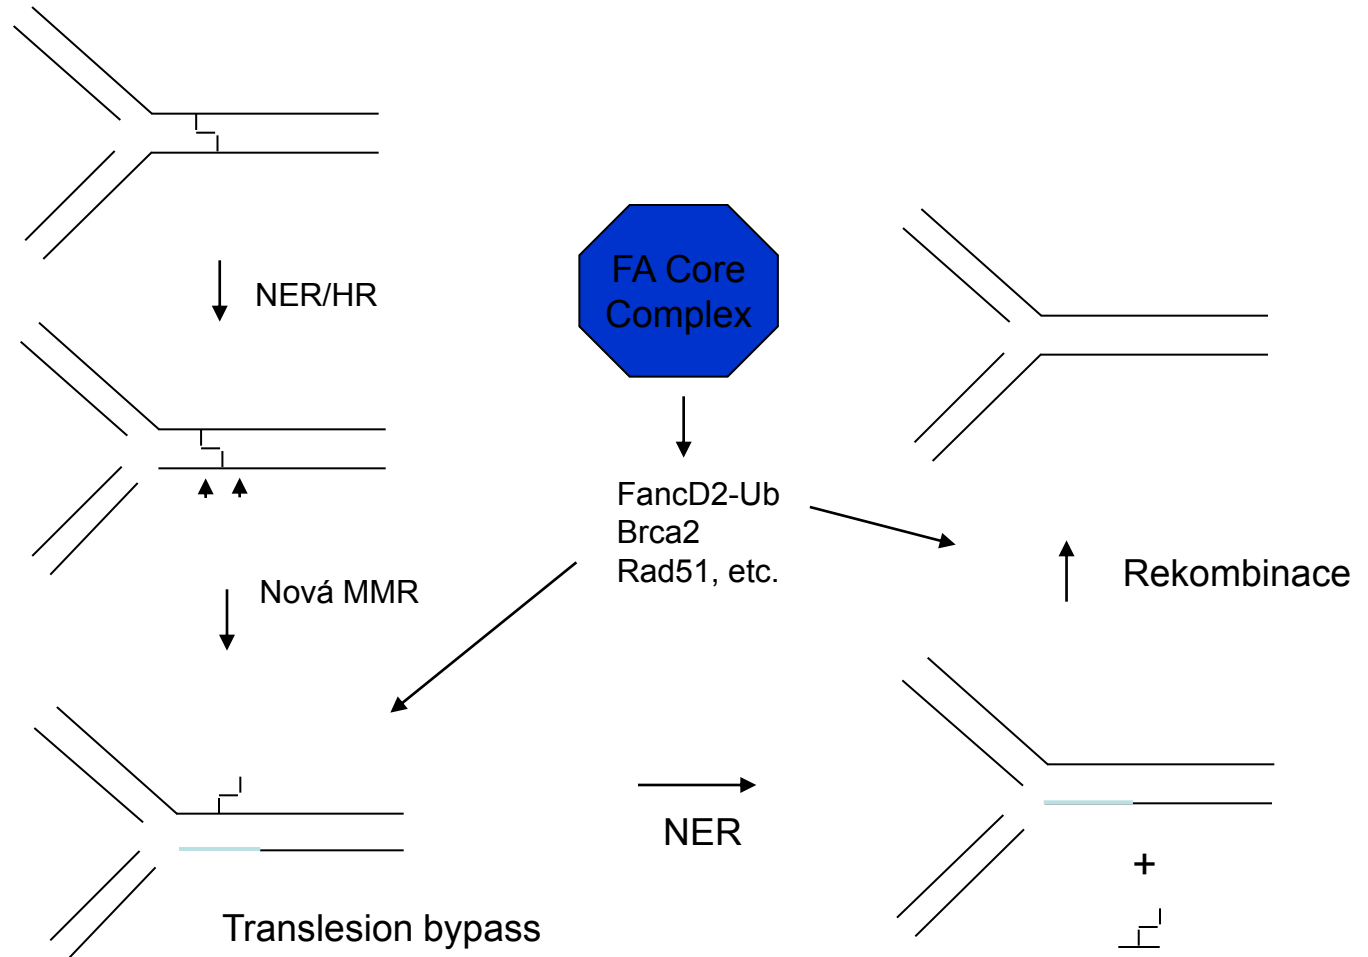 NER/HR
FA Core
Complex
FancD2-Ub
Brca2
Rad51, etc.
Nová MMR
Rekombinace
NER
+
Translesion bypass